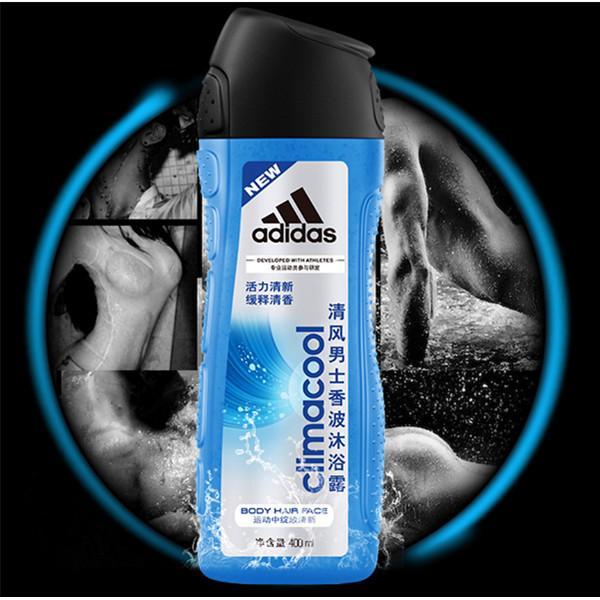 NEW
adidas
DEVELOPED WITH ATHLETES
专业运动员参与研发
活力清新
缓释清香
climacool
清风男士香波沐浴露
BODY HAIR FACE
运动中绽放清新
净含量 400 ml